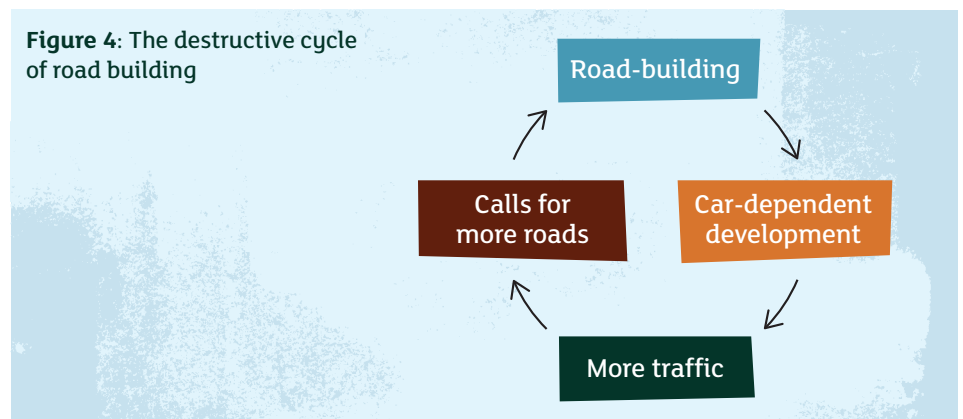 Figure 4: The destructive cycle
of road building
Road-building
Car-dependent
development
More traffic
Calls for
more roads